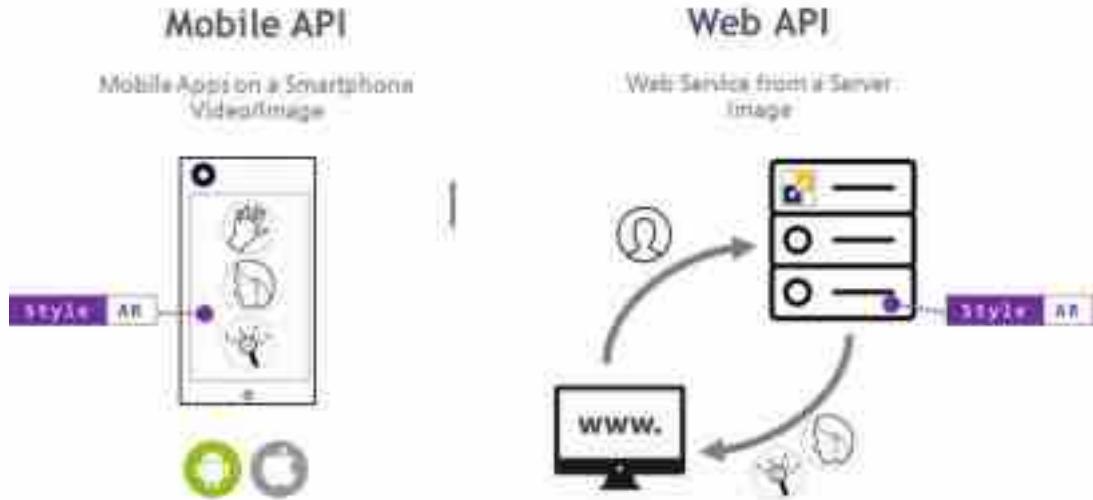 Mobile API
Mobile Apps on a Smartphone
Video/Image
Style AR
Web API
Web Service from a Server
Image
Style AR
www.